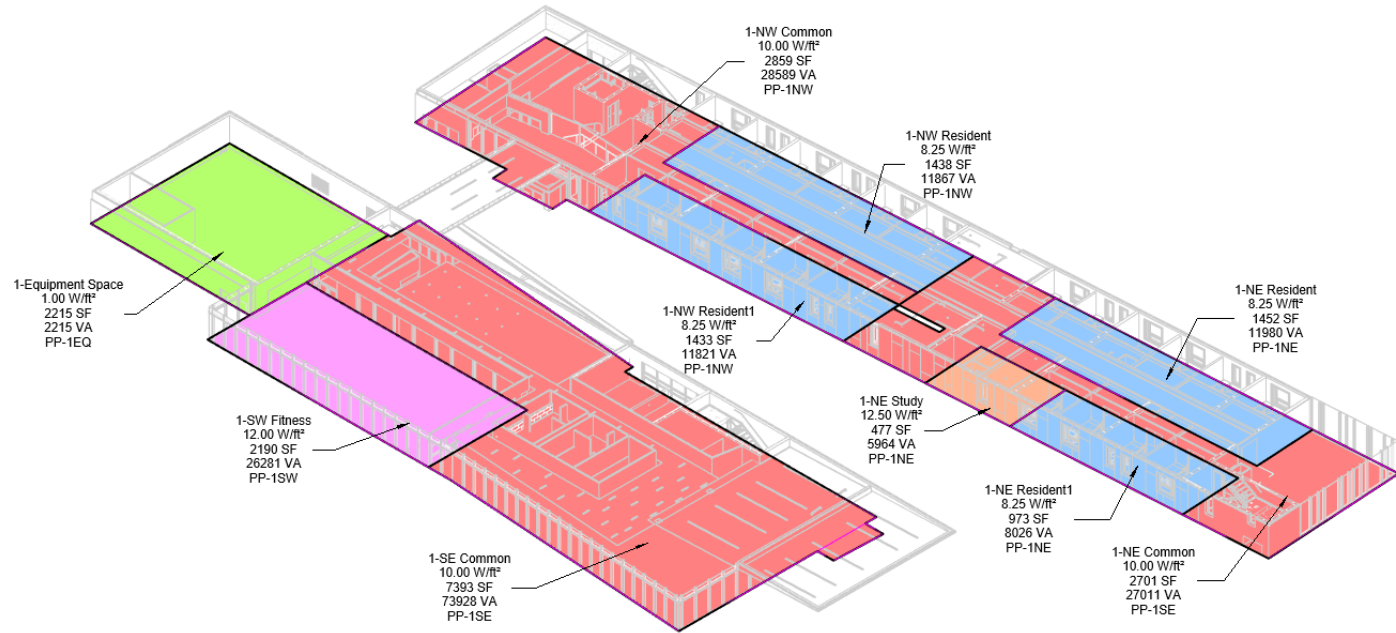 1-NW Common
10.00 W/ft²
2859 SF
28589 VA
PP-1NW
1-NW Resident
8.25 W/ft²
1438 SF
11867 VA
PP-1NW
1-Equipment Space
1.00 W/ft²
2215 SF
2215 VA
PP-1EQ
1-NW Resident1
8.25 W/ft²
1433 SF
11821 VA
PP-1NW
1-NE Resident
8.25 W/ft²
1452 SF
11980 VA
PP-1NE
1-NE Study
12.50 W/ft²
477 SF
5964 VA
PP-1NE
1-SW Fitness
12.00 W/ft²
2190 SF
26281 VA
PP-1SW
1-NE Resident1
8.25 W/ft²
973 SF
8026 VA
PP-1NE
1-SE Common
10.00 W/ft²
7393 SF
73928 VA
PP-1SE
1-NE Common
10.00 W/ft²
2701 SF
27011 VA
PP-1SE